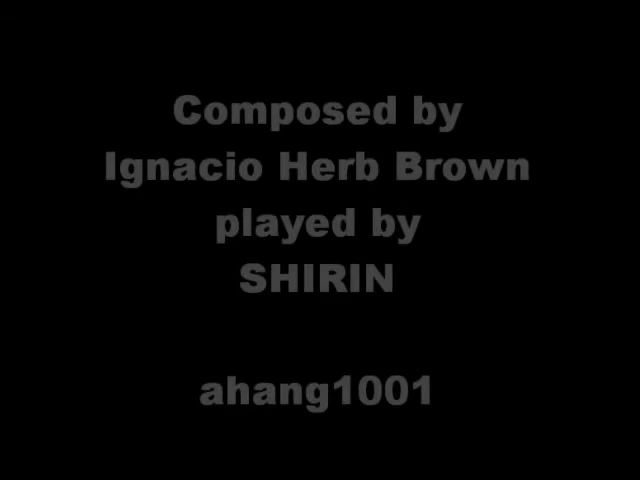 Composed by
Ignacio Herb Brown
played by
SHIRIN
ahang1001